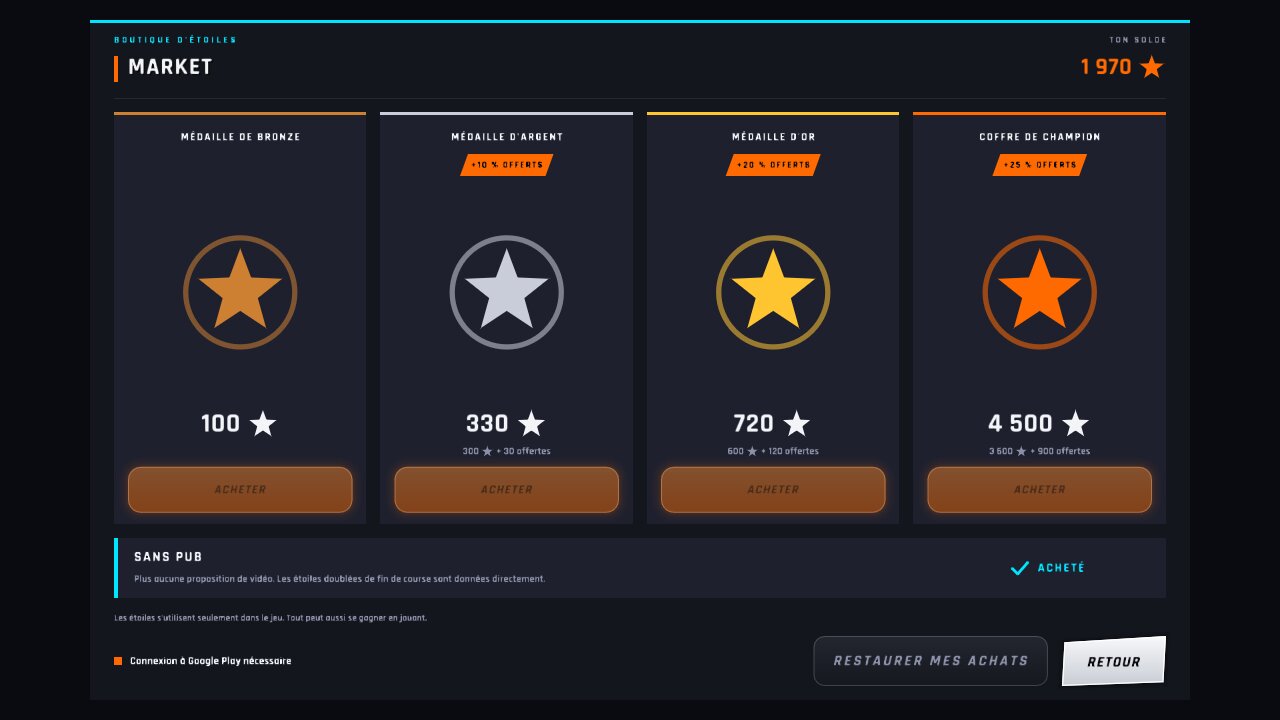 BOUTIQUE D'ÉTOILES
MARKET
TON SOLDE
1 970
MÉDAILLE DE BRONZE
100
ACHETER
MÉDAILLE D'ARGENT
+10 % OFFERTS
330
300 ★ + 30 offertes
ACHETER
MÉDAILLE D'OR
+20 % OFFERTS
720
600 ★ + 120 offertes
ACHETER
COFFRE DE CHAMPION
+25 % OFFERTS
4 500
3 600 ★ + 900 offertes
ACHETER
SANS PUB
Plus aucune proposition de vidéo. Les étoiles doublées de fin de course sont données directement.
ACHETÉ
Les étoiles s'utilisent seulement dans le jeu. Tout peut aussi se gagner en jouant.
Connexion à Google Play nécessaire
RESTAURER MES ACHATS
RETOUR